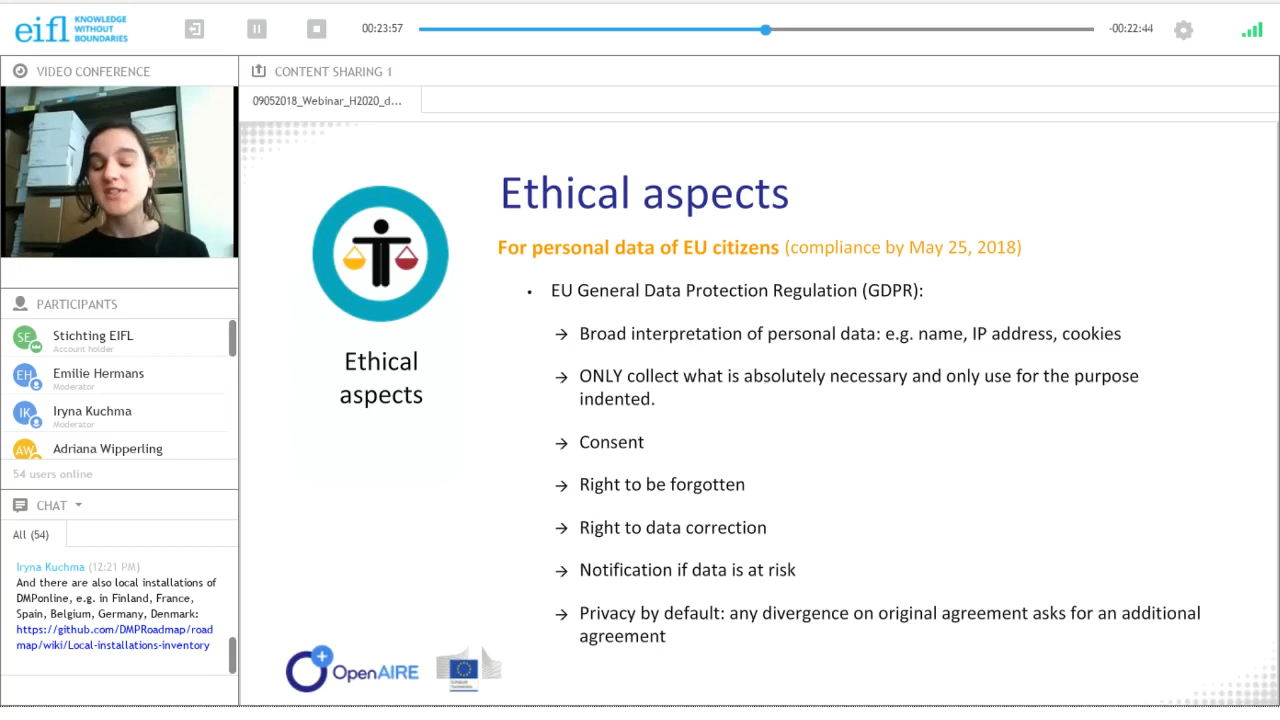 eifl KNOWLEDGE
WITHOUT
BOUNDARIES
00:23:57
-00:22:44
VIDEO CONFERENCE
CONTENT SHARING 1
09052018_Webinar_H2020_d...
PARTICIPANTS
SE
Stichting EIFL
Account holder
EH
Emilie Hermans
Moderator
IK
Iryna Kuchma
Moderator
AW
Adriana Wipperling
54 users online
CHAT
All (54)
Iryna Kuchma (12:21 PM)
And there are also local installations of
DMPonline, e.g. in Finland, France,
Spain, Belgium, Germany, Denmark:
https://github.com/DMPRoadmap/road
map/wiki/Local-installations-inventory
Ethical
aspects
Ethical aspects
For personal data of EU citizens (compliance by May 25, 2018)
• EU General Data Protection Regulation (GDPR):
→ Broad interpretation of personal data: e.g. name, IP address, cookies
→ ONLY collect what is absolutely necessary and only use for the purpose
indented.
→ Consent
→ Right to be forgotten
→ Right to data correction
→ Notification if data is at risk
→ Privacy by default: any divergence on original agreement asks for an additional
agreement
OpenAIRE